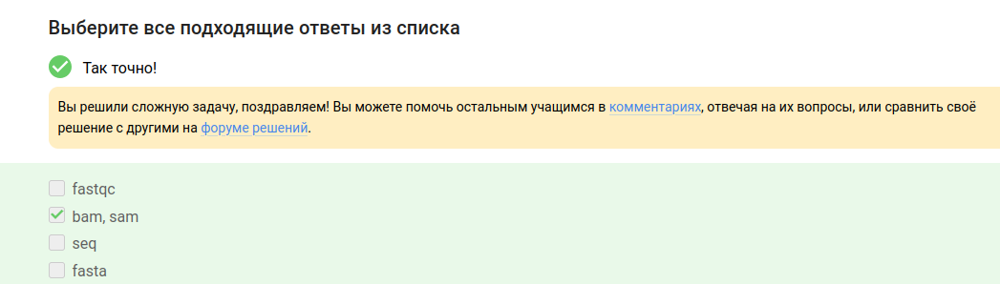 Выберите все подходящие ответы из списка
Так точно!
Вы решили сложную задачу, поздравляем! Вы можете помочь остальным учащимся в комментариях, отвечая на их вопросы, или сравнить своё
решение с другими на форуме решений.
fastqc
bam, sam
seq
fasta